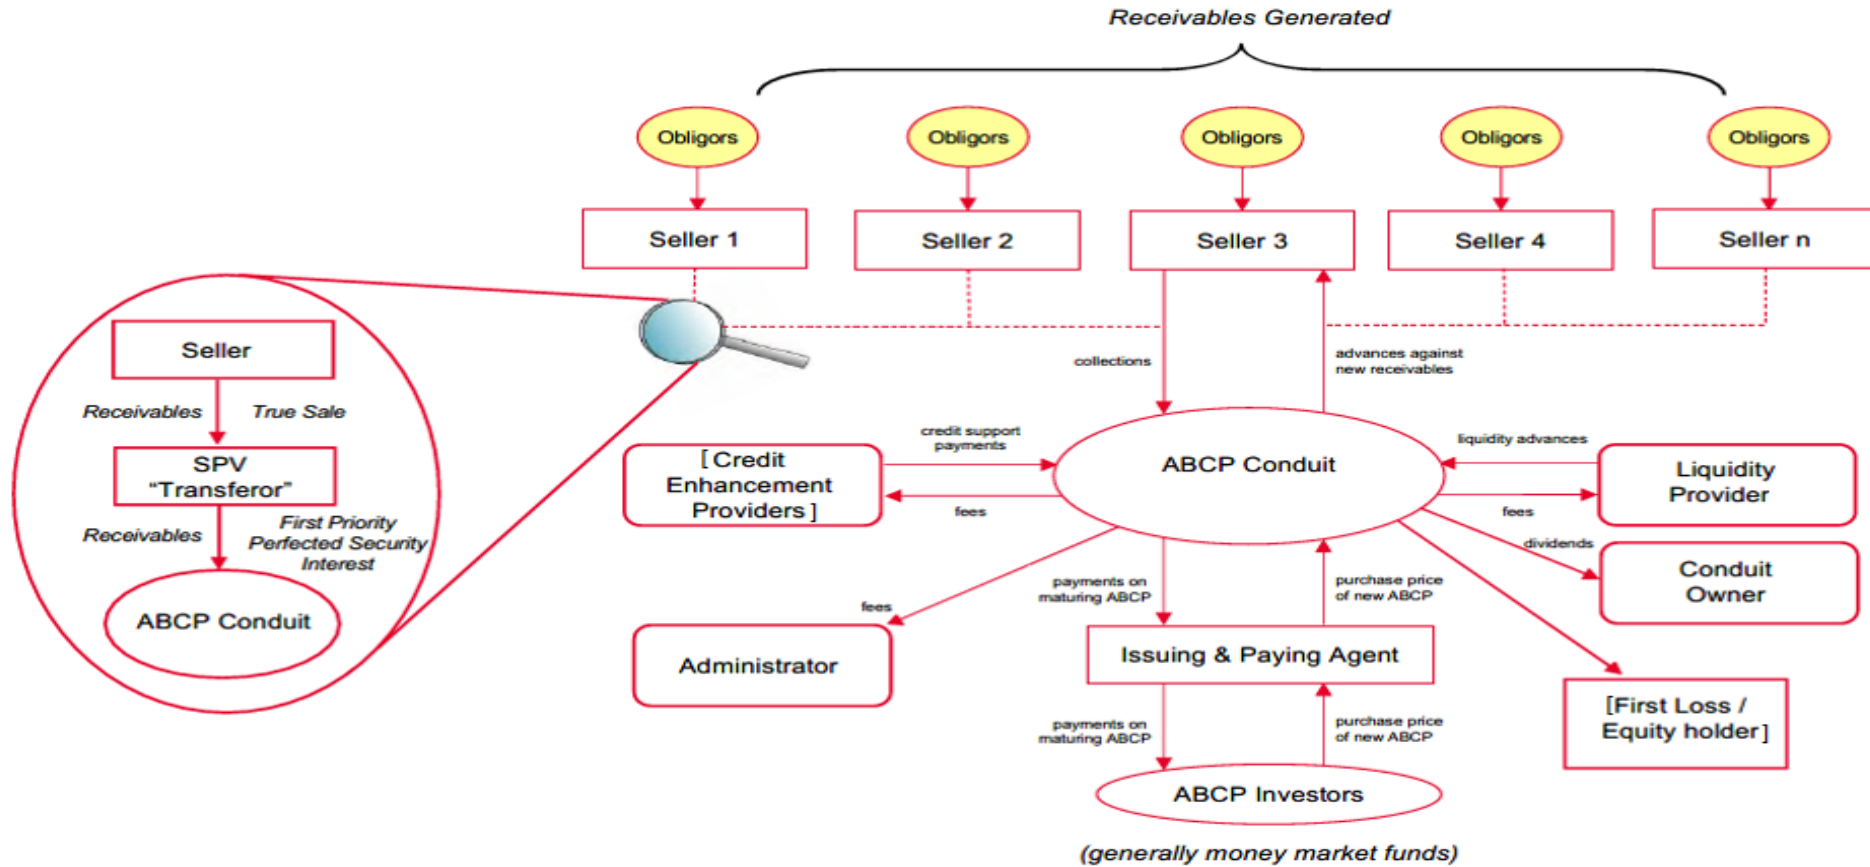 Receivables Generated
Obligors
Obligors
Obligors
Obligors
Obligors
Seller 1
Seller 2
Seller 3
Seller 4
Seller n
collections
advances against
new receivables
Seller
Receivables
True Sale
SPV
“Transferor”
Receivables
First Priority
Perfected Security
Interest
ABCP Conduit
[ Credit
Enhancement
Providers ]
credit support
payments
fees
ABCP Conduit
liquidity advances
fees
Liquidity
Provider
dividends
Conduit
Owner
fees
Administrator
payments on
maturing ABCP
purchase price
of new ABCP
Issuing & Paying Agent
[First Loss /
Equity holder]
payments on
maturing ABCP
purchase price
of new ABCP
ABCP Investors
(generally money market funds)